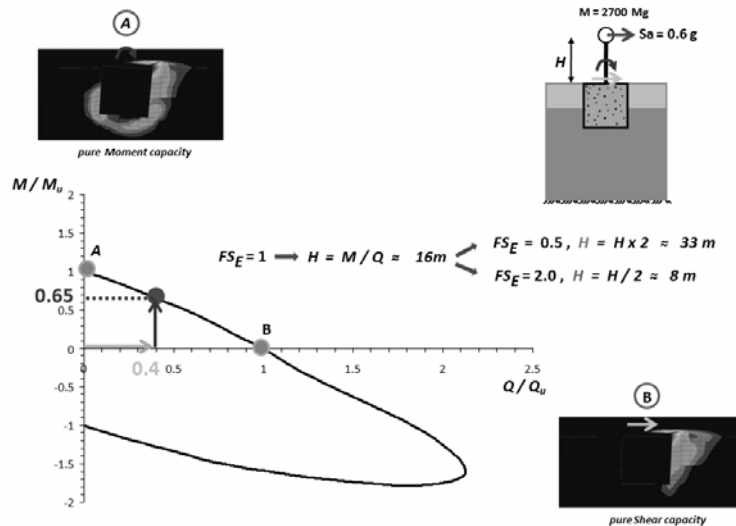 A
pure Moment capacity
M = 2700 Mg
Sa = 0.6 g
H
M / Mu
2
1.5
1
0.5
0
-0.5
-1
-1.5
-2
A
0.65
B
0.4
0
0.5
1
1.5
2
2.5
Q / Qu
FSE = 1 → H = M / Q ≈ 16m
FSE = 0.5 , H = H x 2 ≈ 33 m
FSE = 2.0 , H = H / 2 ≈ 8 m
B
pure Shear capacity